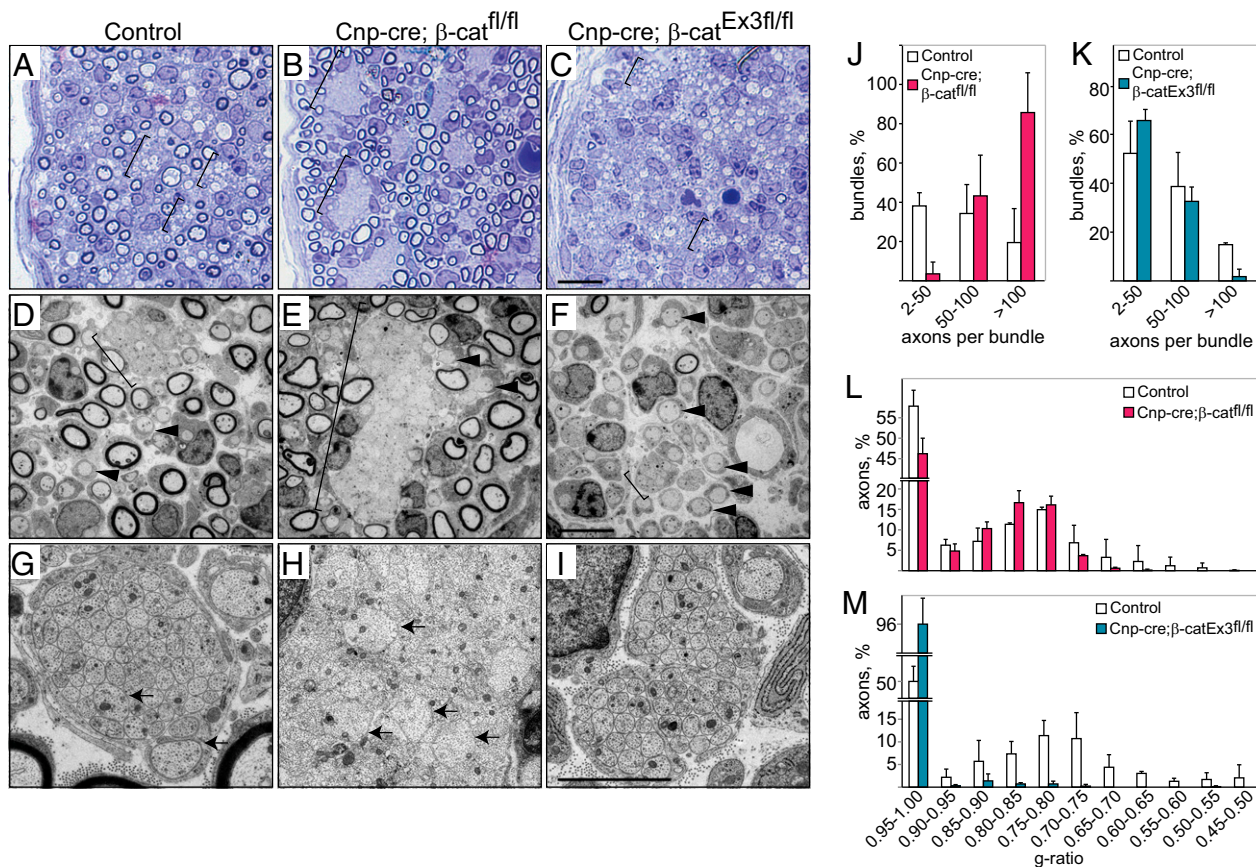 Control
Cnp-cre; β-cat^fl/fl
Cnp-cre; β-cat^Ex3fl/fl
A
B
C
D
E
F
G
H
I
J
Control
Cnp-cre;
β-catfl/fl
bundles, %
100
80
60
40
20
2-50
50-100
>100
axons per bundle
K
Control
Cnp-cre;
β-catEx3fl/fl
bundles, %
80
60
40
20
2-50
50-100
>100
axons per bundle
L
Control
Cnp-cre;β-catfl/fl
axons, %
55
45
20
15
10
5
M
Control
Cnp-cre;β-catEx3fl/fl
axons, %
96
50
15
10
5
0.95-1.00
0.90-0.95
0.85-0.90
0.80-0.85
0.75-0.80
0.70-0.75
0.65-0.70
0.60-0.65
0.55-0.60
0.50-0.55
0.45-0.50
g-ratio